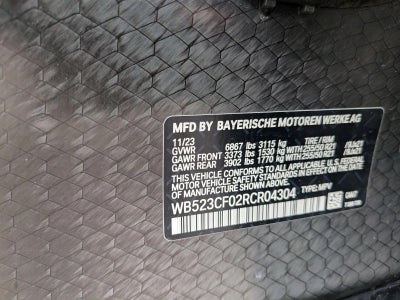 MFD BY BAYERISCHE MOTOREN WERKE AG
11/23
GVWR 6867 lbs 3115 kg TIRE / RIM
GAWR FRONT 3373 lbs 1530 KG WITH 255/50 R21
GAWR REAR 3902 lbs 1770 KG WITH 255/50 R21
THIS VEHICLE CONFORMS TO ALL APPLICABLE
FEDERAL MOTOR VEHICLE SAFETY STANDARDS
IN EFFECT ON THE DATE OF MANUFACTURE
SHOWN ABOVE.
WB523CF02RCR04304 TYPE: MPV